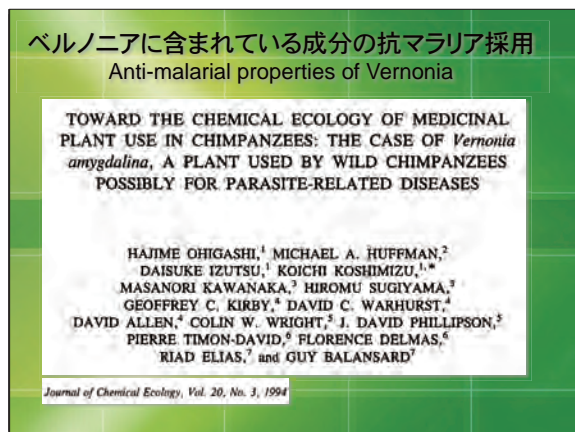 ベルノニアに含まれている成分の抗マラリア採用
Anti-malarial properties of Vernonia
TOWARD THE CHEMICAL ECOLOGY OF MEDICINAL
PLANT USE IN CHIMPANZEES: THE CASE OF Vernonia
amygdalina, A PLANT USED BY WILD CHIMPANZEES
POSSIBLY FOR PARASITE-RELATED DISEASES
HAJIME OHIGASHI,¹ MICHAEL A. HUFFMAN,²
DAISUKE IZUTSU,¹ KOICHI KOSHIMIZU,¹,*
MASANORI KAWANAKA,³ HIROMU SUGIYAMA,³
GEOFFREY C. KIRBY,⁴ DAVID C. WARHURST,⁴
DAVID ALLEN,⁴ COLIN W. WRIGHT,⁵ J. DAVID PHILLIPSON,⁵
PIERRE TIMON-DAVID,⁶ FLORENCE DELMAS,⁶
RIAD ELIAS,⁷ and GUY BALANSARD⁷
Journal of Chemical Ecology, Vol. 20, No. 3, 1994